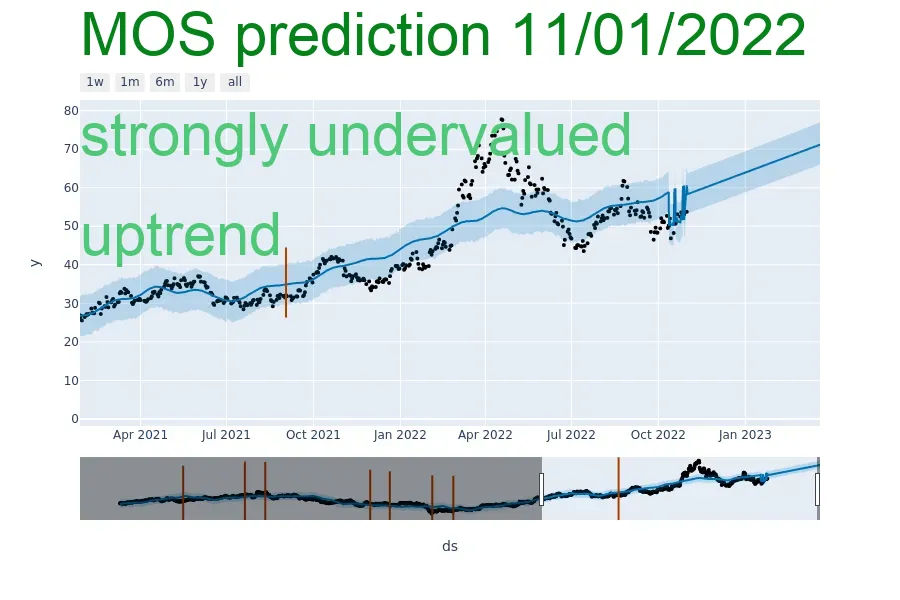 MOS prediction 11/01/2022
1w 1m 6m 1y all
80
strongly undervalued
70
60
50
uptrend
40
y
30
20
10
0
Apr 2021 Jul 2021 Oct 2021 Jan 2022 Apr 2022 Jul 2022 Oct 2022 Jan 2023
ds